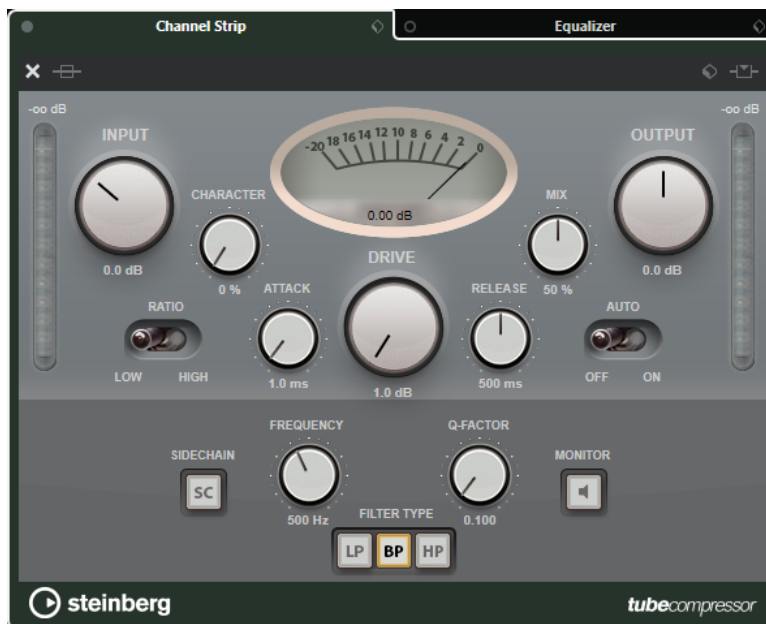 Channel Strip
Equalizer
-oo dB
-oo dB
INPUT
OUTPUT
-20 18 16 14 12 10 8 6 4 2 0
0.00 dB
CHARACTER
MIX
0.0 dB
0.0 dB
DRIVE
0 %
50 %
ATTACK
RELEASE
RATIO
AUTO
LOW
HIGH
1.0 ms
1.0 dB
500 ms
OFF
ON
FREQUENCY
Q-FACTOR
SIDECHAIN
MONITOR
SC
500 Hz
FILTER TYPE
0.100
LP
BP
HP
steinberg
tubecompressor